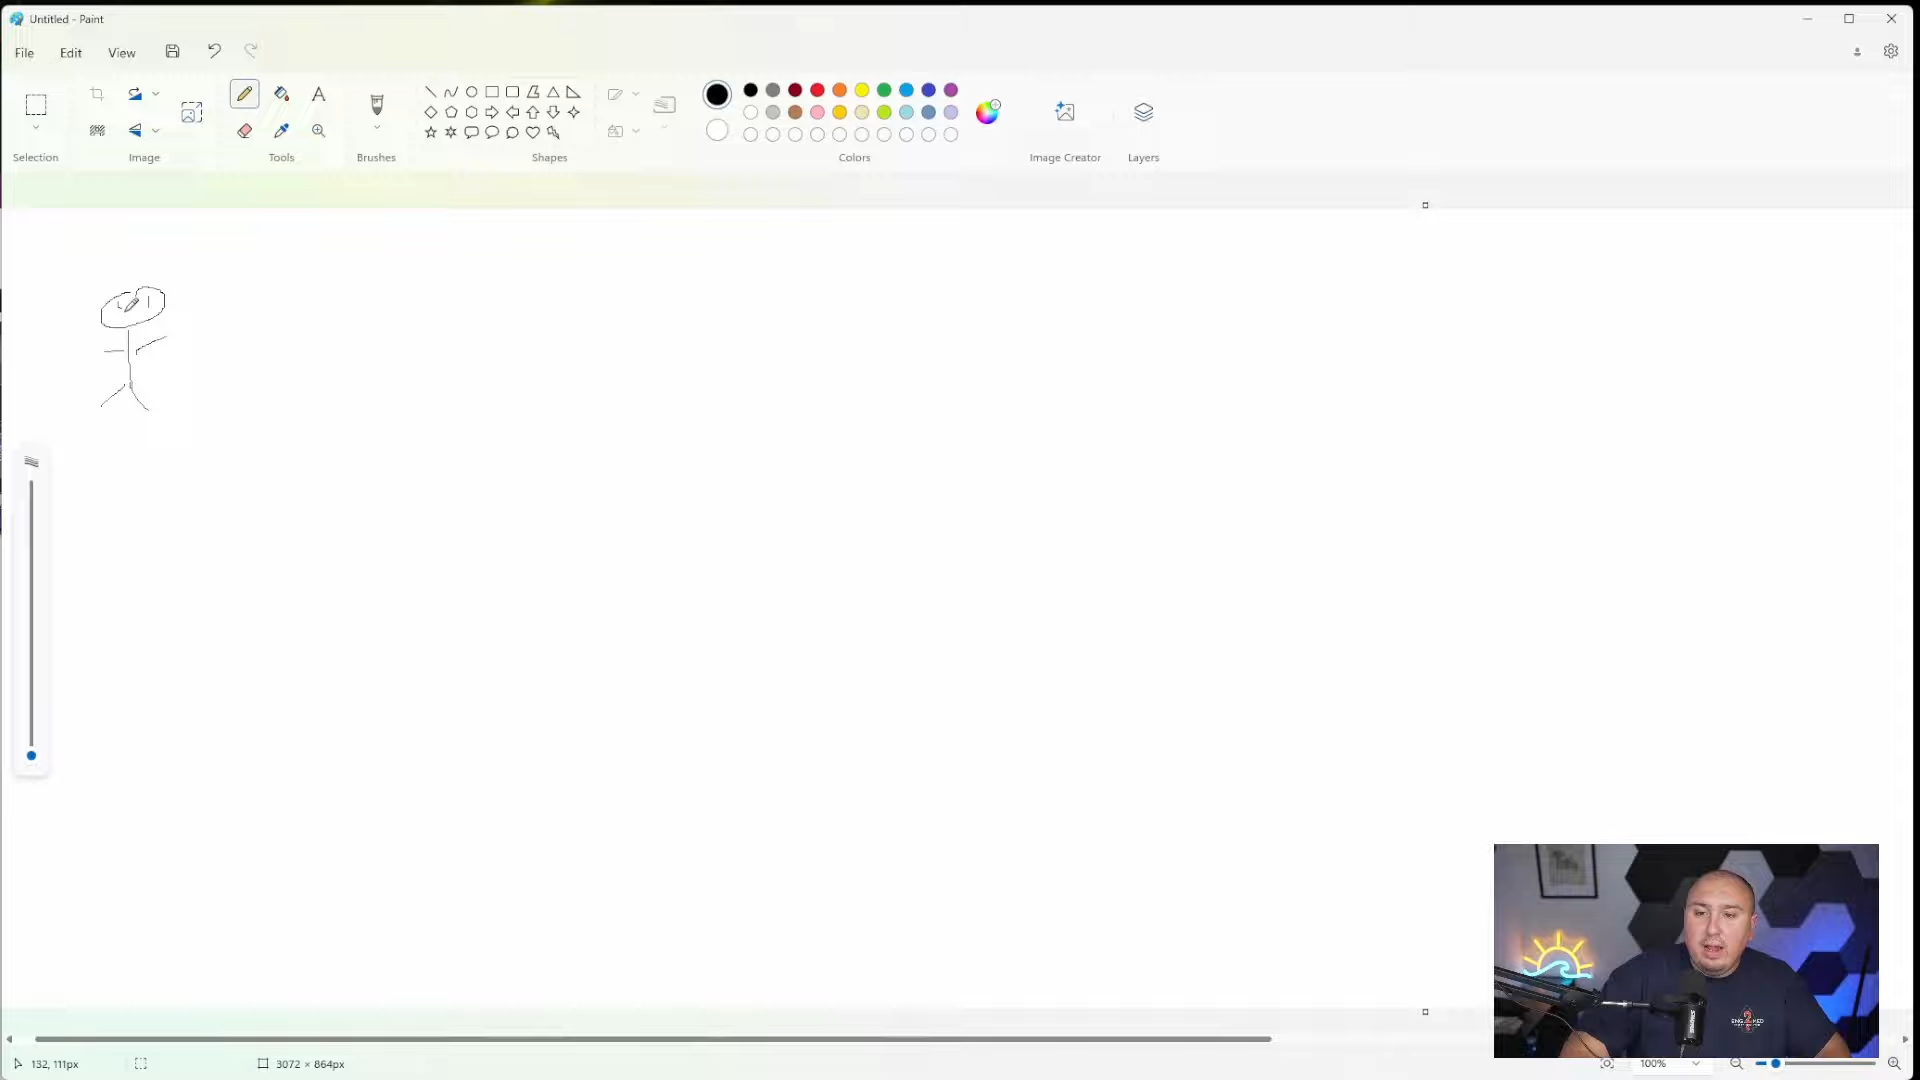 Untitled - Paint
File Edit View
Selection Image Tools Brushes Shapes Colors Image Creator Layers
132, 111px
3072 × 864px
100%